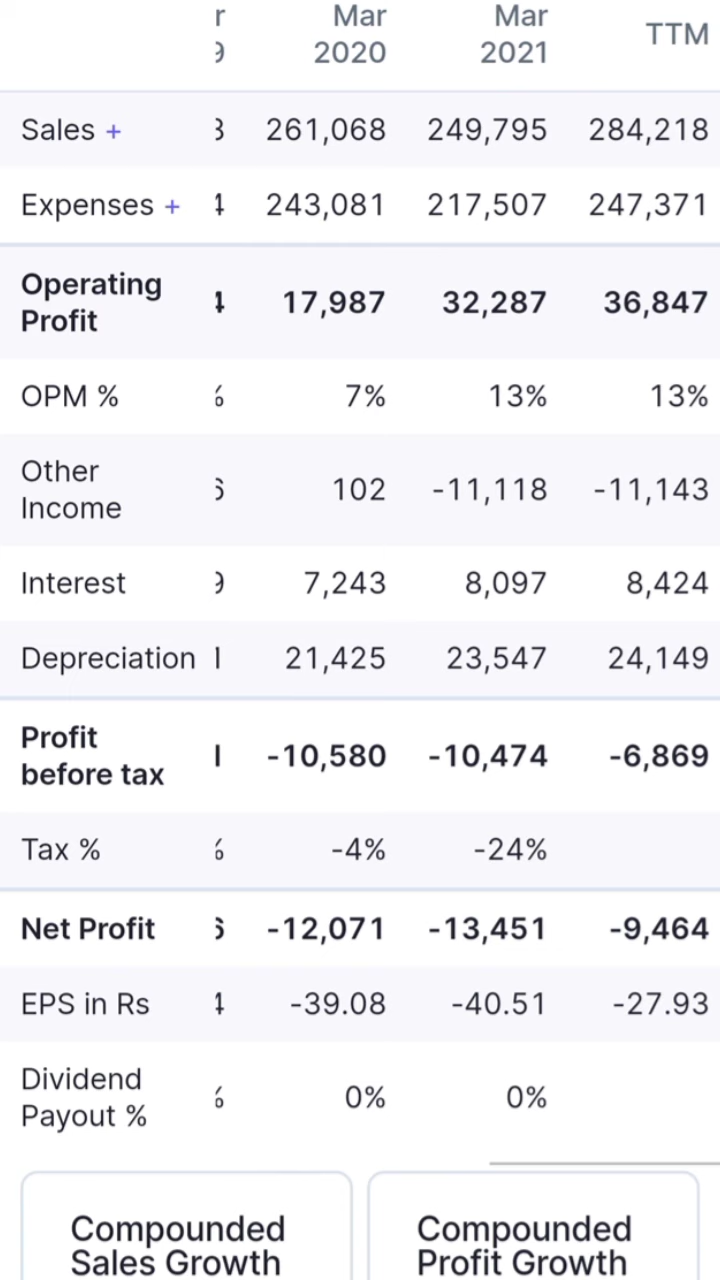 Mar 2020 Mar 2021 TTM
Sales + 261,068 249,795 284,218
Expenses + 243,081 217,507 247,371
Operating Profit 17,987 32,287 36,847
OPM % 7% 13% 13%
Other Income 102 -11,118 -11,143
Interest 7,243 8,097 8,424
Depreciation 21,425 23,547 24,149
Profit before tax -10,580 -10,474 -6,869
Tax % -4% -24%
Net Profit -12,071 -13,451 -9,464
EPS in Rs -39.08 -40.51 -27.93
Dividend Payout % 0% 0%
Compounded Sales Growth
Compounded Profit Growth